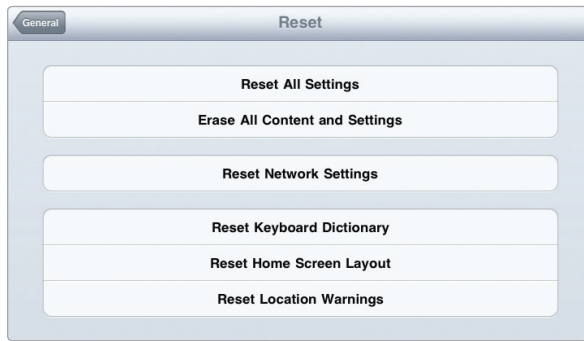 General
Reset
Reset All Settings
Erase All Content and Settings
Reset Network Settings
Reset Keyboard Dictionary
Reset Home Screen Layout
Reset Location Warnings